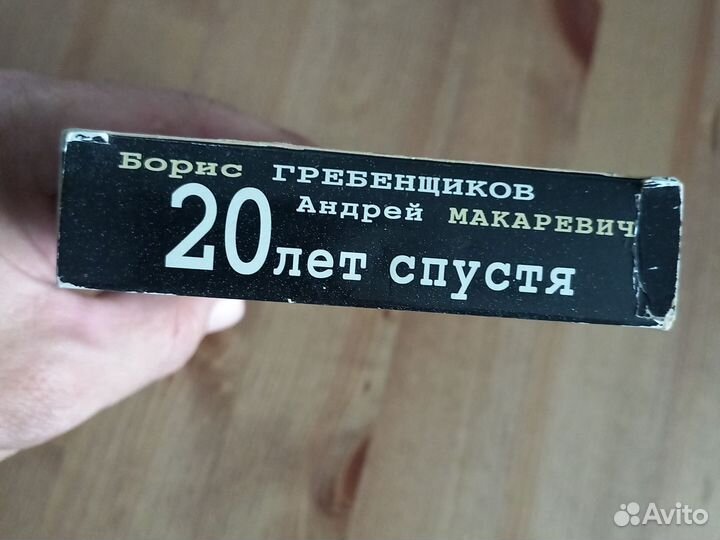 Борис ГРЕБЕНЩИКОВ
Андрей МАКАРЕВИЧ
20 лет спустя
Avito